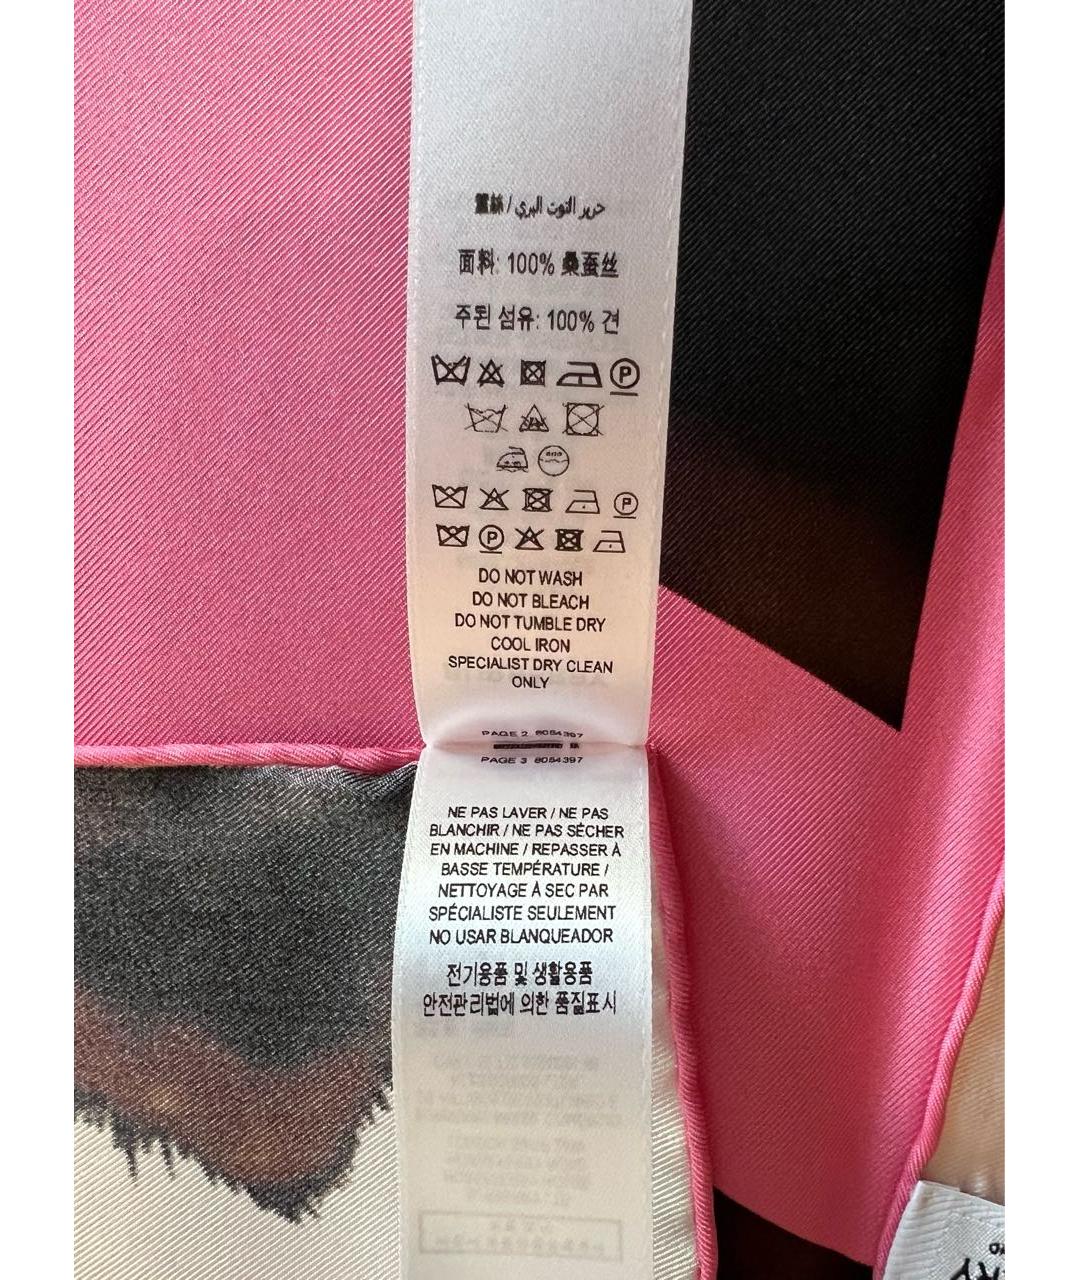 حرير التوت البري / 蠶絲
面料: 100% 桑蚕丝
주된 섬유: 100% 견
P
P
P
DO NOT WASH
DO NOT BLEACH
DO NOT TUMBLE DRY
COOL IRON
SPECIALIST DRY CLEAN
ONLY
PAGE 2 8054397
PAGE 3 8054397
NE PAS LAVER / NE PAS
BLANCHIR / NE PAS SÉCHER
EN MACHINE / REPASSER À
BASSE TEMPÉRATURE /
NETTOYAGE À SEC PAR
SPÉCIALISTE SEULEMENT
NO USAR BLANQUEADOR
전기용품 및 생활용품
안전관리법에 의한 품질표시